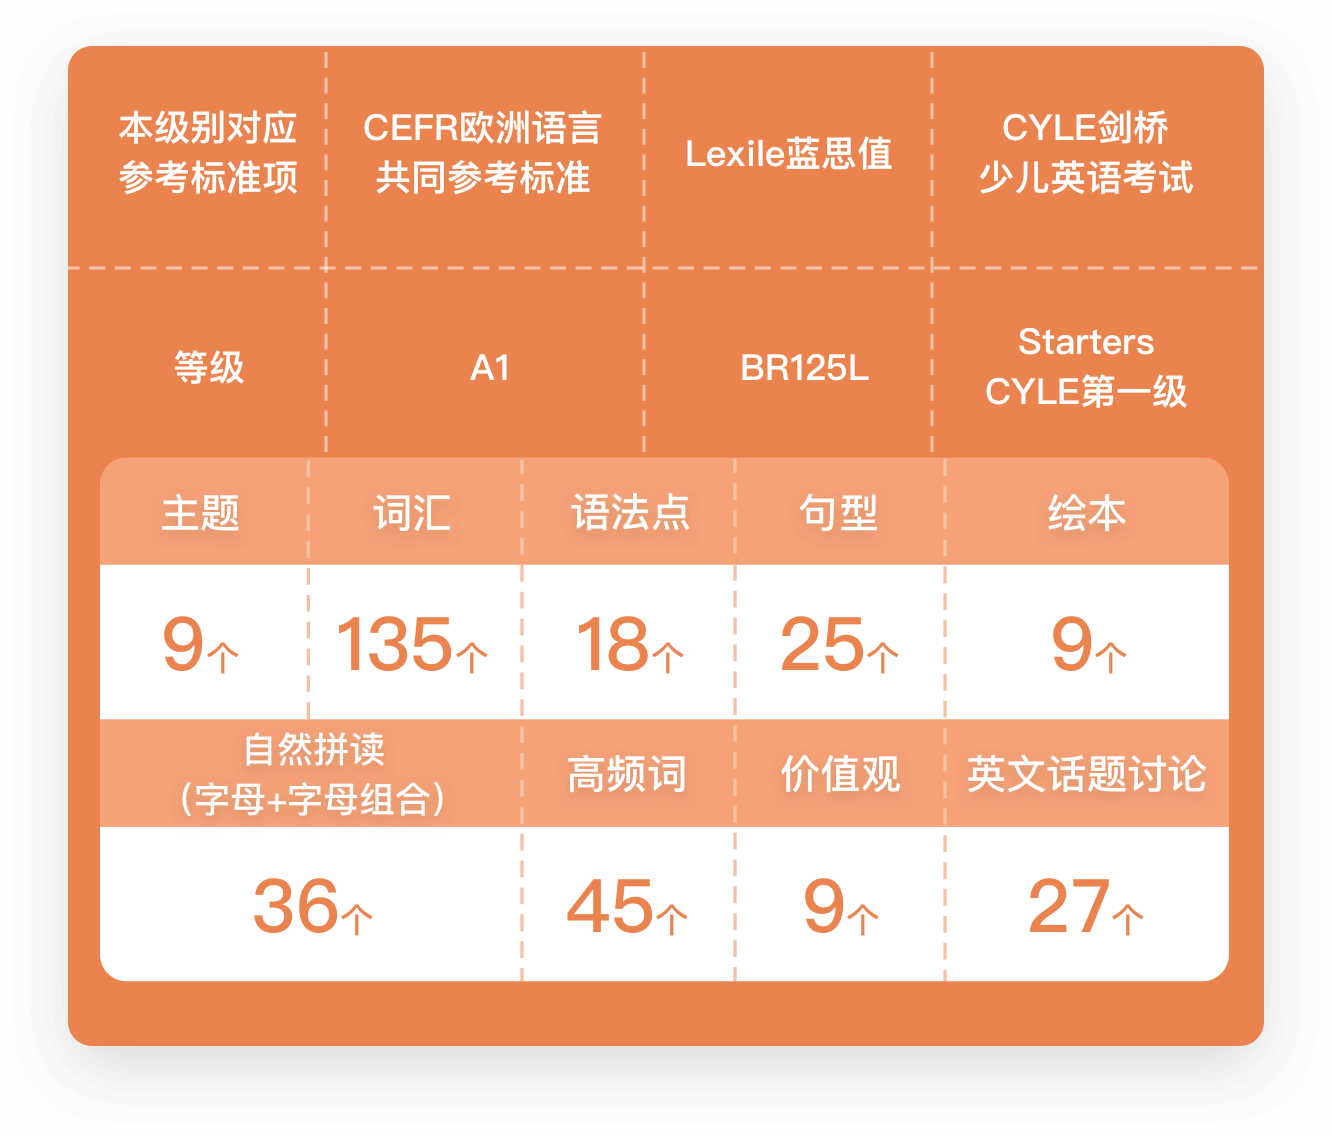 本级别对应
参考标准项
CEFR欧洲语言
共同参考标准
Lexile蓝思值
CYLE剑桥
少儿英语考试
等级
A1
BR125L
Starters
CYLE第一级
主题
词汇
语法点
句型
绘本
9个
135个
18个
25个
9个
自然拼读
（字母+字母组合）
高频词
价值观
英文话题讨论
36个
45个
9个
27个